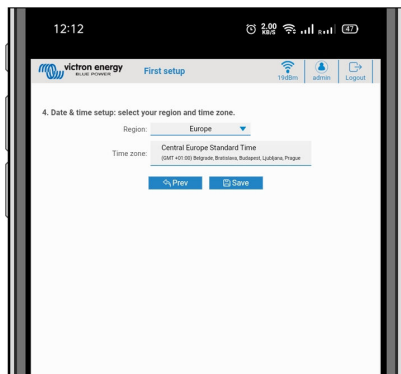 12:12
2.00
KB/S
R
47
victron energy
BLUE POWER
First setup
19dBm
admin
Logout
4. Date & time setup: select your region and time zone.
Region:
Europe
Time zone:
Central Europe Standard Time
(GMT +01:00) Belgrade, Bratislava, Budapest, Ljubljana, Prague
Prev
Save